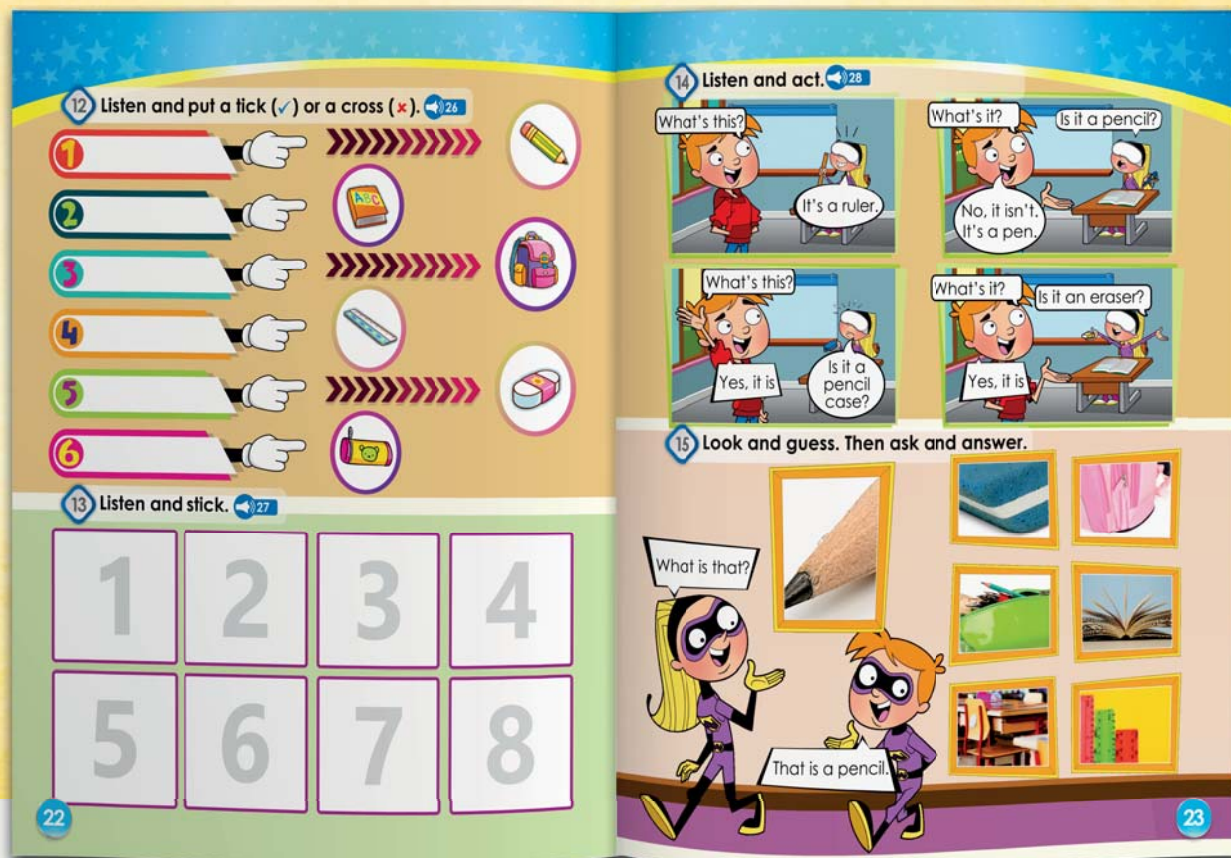 12 Listen and put a tick (✓) or a cross (×). 26
1
2
3
4
5
6
ABC
13 Listen and stick. 27
1 2 3 4
5 6 7 8
22
14 Listen and act. 28
What's this?
It's a ruler.
What's it?
Is it a pencil?
No, it isn't.
It's a pen.
What's this?
Yes, it is
Is it a
pencil
case?
What's it?
Is it an eraser?
Yes, it is
15 Look and guess. Then ask and answer.
What is that?
That is a pencil.
23